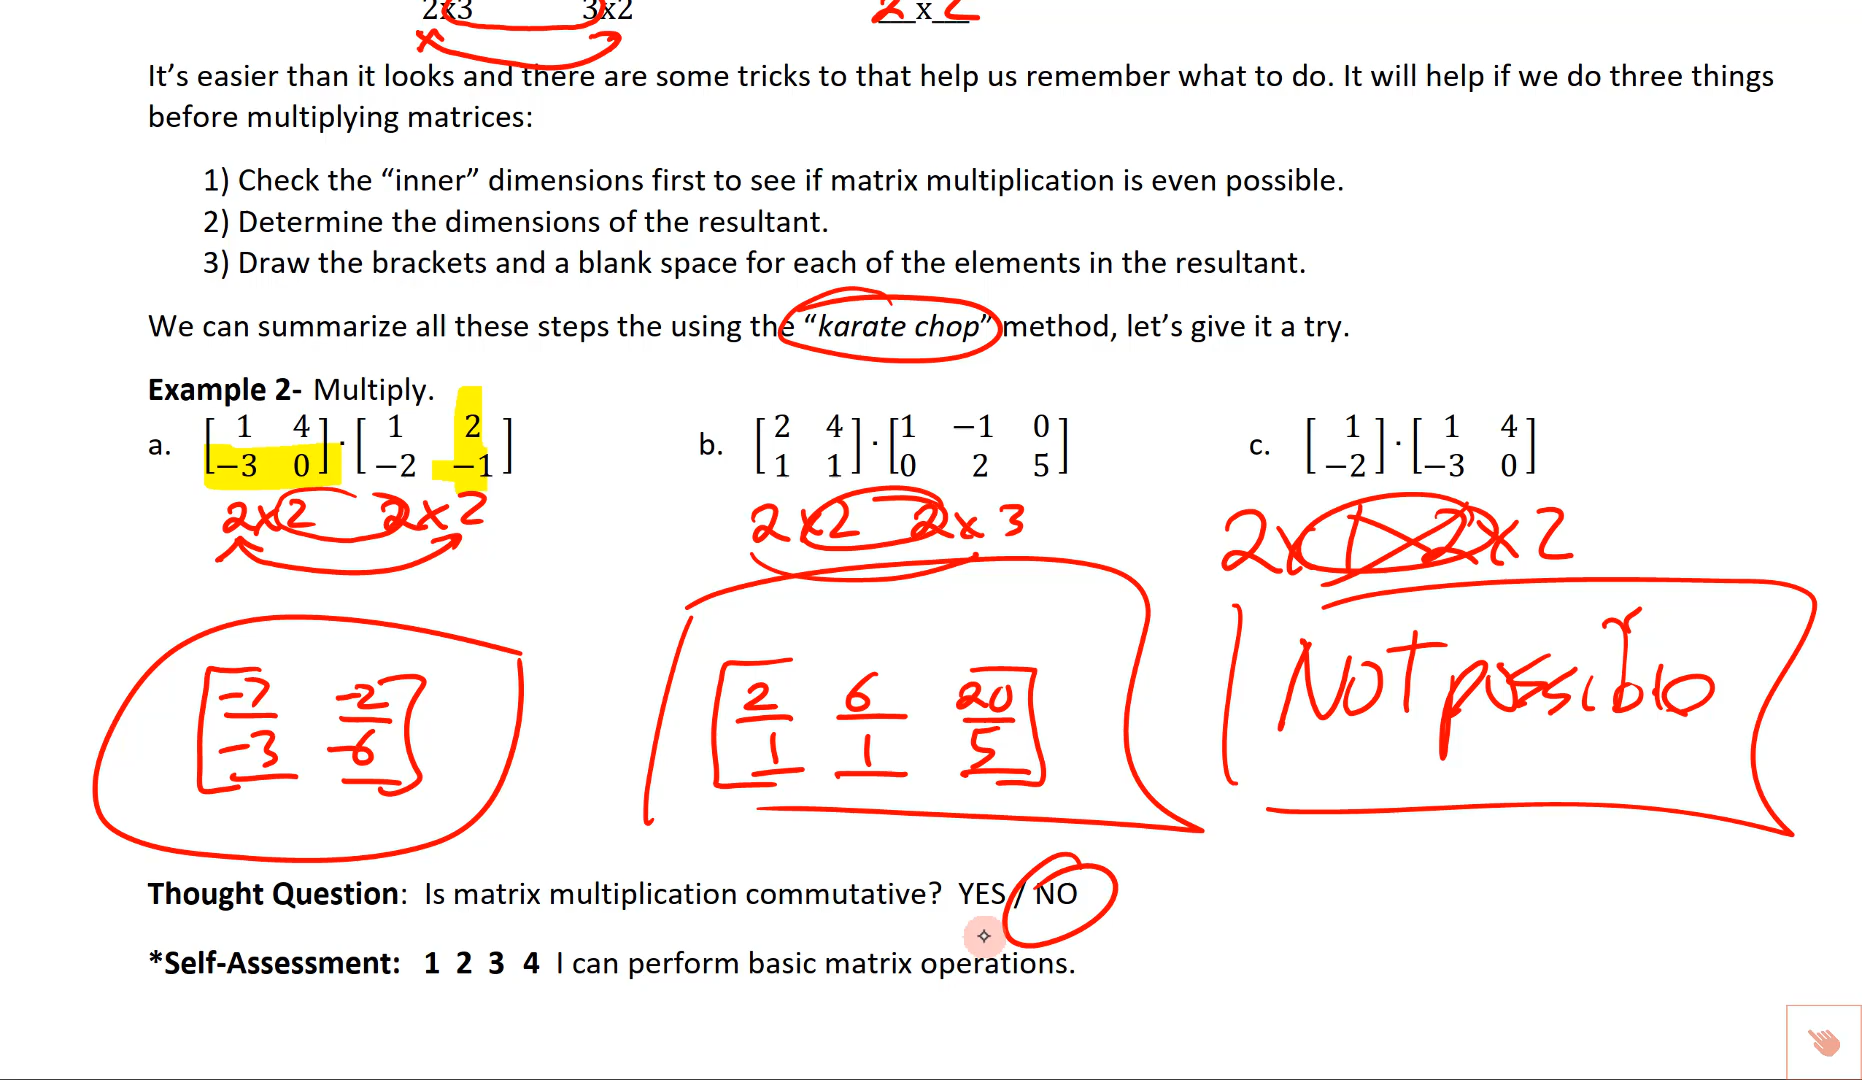 2x3 3x2 2x2
It’s easier than it looks and there are some tricks to that help us remember what to do. It will help if we do three things
before multiplying matrices:
1) Check the “inner” dimensions first to see if matrix multiplication is even possible.
2) Determine the dimensions of the resultant.
3) Draw the brackets and a blank space for each of the elements in the resultant.
We can summarize all these steps the using the “karate chop” method, let’s give it a try.
Example 2- Multiply.
a. [1 4; −3 0] · [1 2; −2 −1] b. [2 4; 1 1] · [1 −1 0; 0 2 5] c. [1; −2] · [1 4; −3 0]
2x2 2x2 2x2 2x3 2x1 2x2
[-7 -2; -3 -6] [2 6 20; 1 1 5] Not possible
Thought Question: Is matrix multiplication commutative? YES / NO
*Self-Assessment: 1 2 3 4 I can perform basic matrix operations.